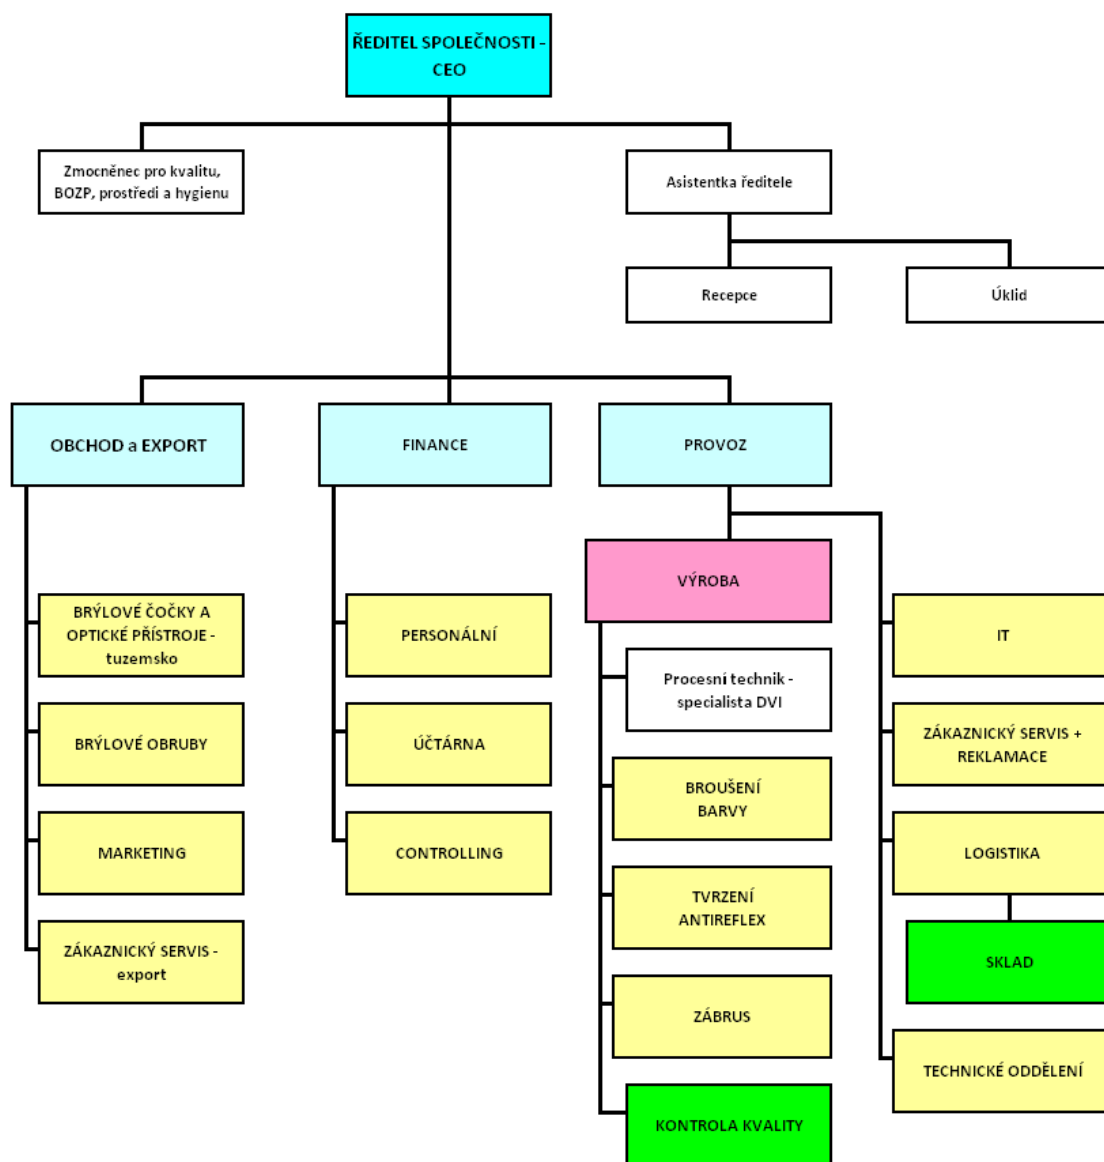 ŘEDITEL SPOLEČNOSTI -
CEO
Zmocněnec pro kvalitu,
BOZP, prostředi a hygienu
Asistentka ředitele
Recepce
Úklid
OBCHOD a EXPORT
FINANCE
PROVOZ
VÝROBA
BRÝLOVÉ ČOČKY A
OPTICKÉ PŘÍSTROJE -
tuzemsko
PERSONÁLNÍ
IT
Procesní technik -
specialista DVI
BRÝLOVÉ OBRUBY
ÚČTÁRNA
ZÁKAZNICKÝ SERVIS +
REKLAMACE
BROUŠENÍ
BARVY
MARKETING
CONTROLLING
LOGISTIKA
TVRZENÍ
ANTIREFLEX
ZÁKAZNICKÝ SERVIS -
export
SKLAD
ZÁBRUS
TECHNICKÉ ODDĚLENÍ
KONTROLA KVALITY